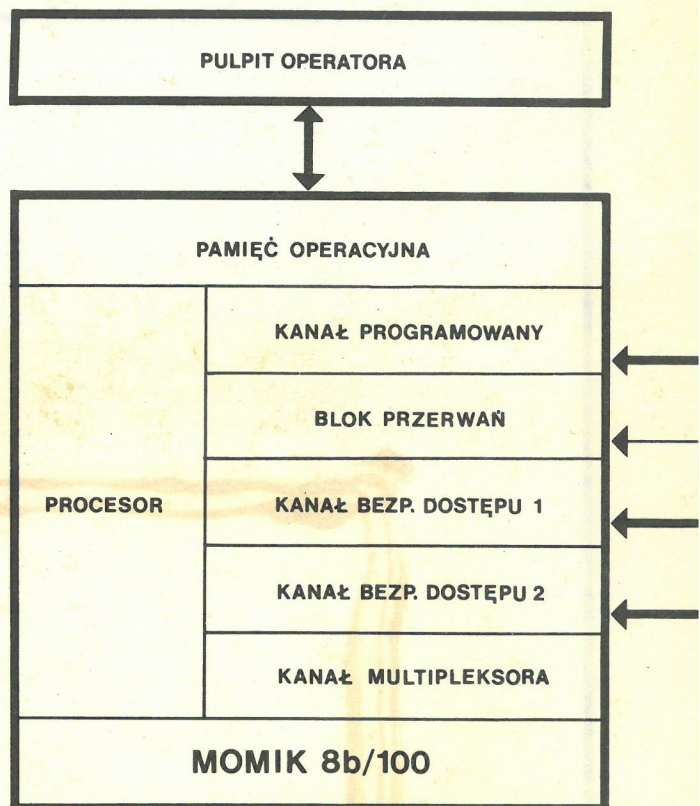 PULPIT OPERATORA
PAMIĘĆ OPERACYJNA
KANAŁ PROGRAMOWANY
BLOK PRZERWAŃ
PROCESOR
KANAŁ BEZP. DOSTĘPU 1
KANAŁ BEZP. DOSTĘPU 2
KANAŁ MULTIPLEKSORA
MOMIK 8b/100